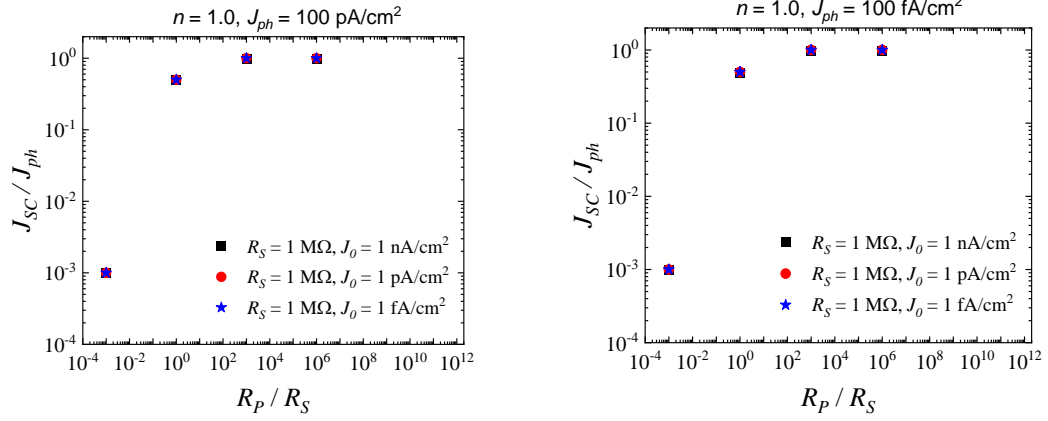 n = 1.0, J_ph = 100 pA/cm²
10⁰
10⁻¹
10⁻²
10⁻³
10⁻⁴
J_SC / J_ph
R_S = 1 MΩ, J_0 = 1 nA/cm²
R_S = 1 MΩ, J_0 = 1 pA/cm²
R_S = 1 MΩ, J_0 = 1 fA/cm²
10⁻⁴ 10⁻² 10⁰ 10² 10⁴ 10⁶ 10⁸ 10¹⁰ 10¹²
R_P / R_S
n = 1.0, J_ph = 100 fA/cm²
10⁰
10⁻¹
10⁻²
10⁻³
10⁻⁴
J_SC / J_ph
R_S = 1 MΩ, J_0 = 1 nA/cm²
R_S = 1 MΩ, J_0 = 1 pA/cm²
R_S = 1 MΩ, J_0 = 1 fA/cm²
10⁻⁴ 10⁻² 10⁰ 10² 10⁴ 10⁶ 10⁸ 10¹⁰ 10¹²
R_P / R_S